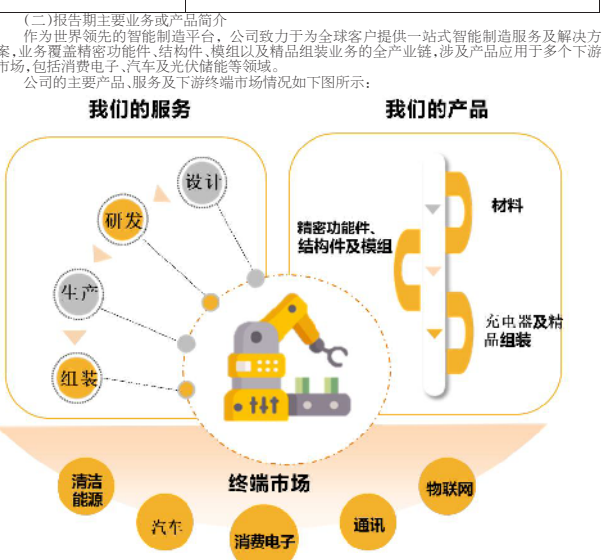 (二)报告期主要业务或产品简介
作为世界领先的智能制造平台，公司致力于为全球客户提供一站式智能制造服务及解决方
案,业务覆盖精密功能件、结构件、模组以及精品组装业务的全产业链,涉及产品应用于多个下游
市场,包括消费电子、汽车及光伏储能等领域。
公司的主要产品、服务及下游终端市场情况如下图所示:
我们的服务
我们的产品
设计
研发
生产
组装
材料
精密功能件、
结构件及模组
充电器及精
品组装
终端市场
清洁
能源
汽车
消费电子
通讯
物联网